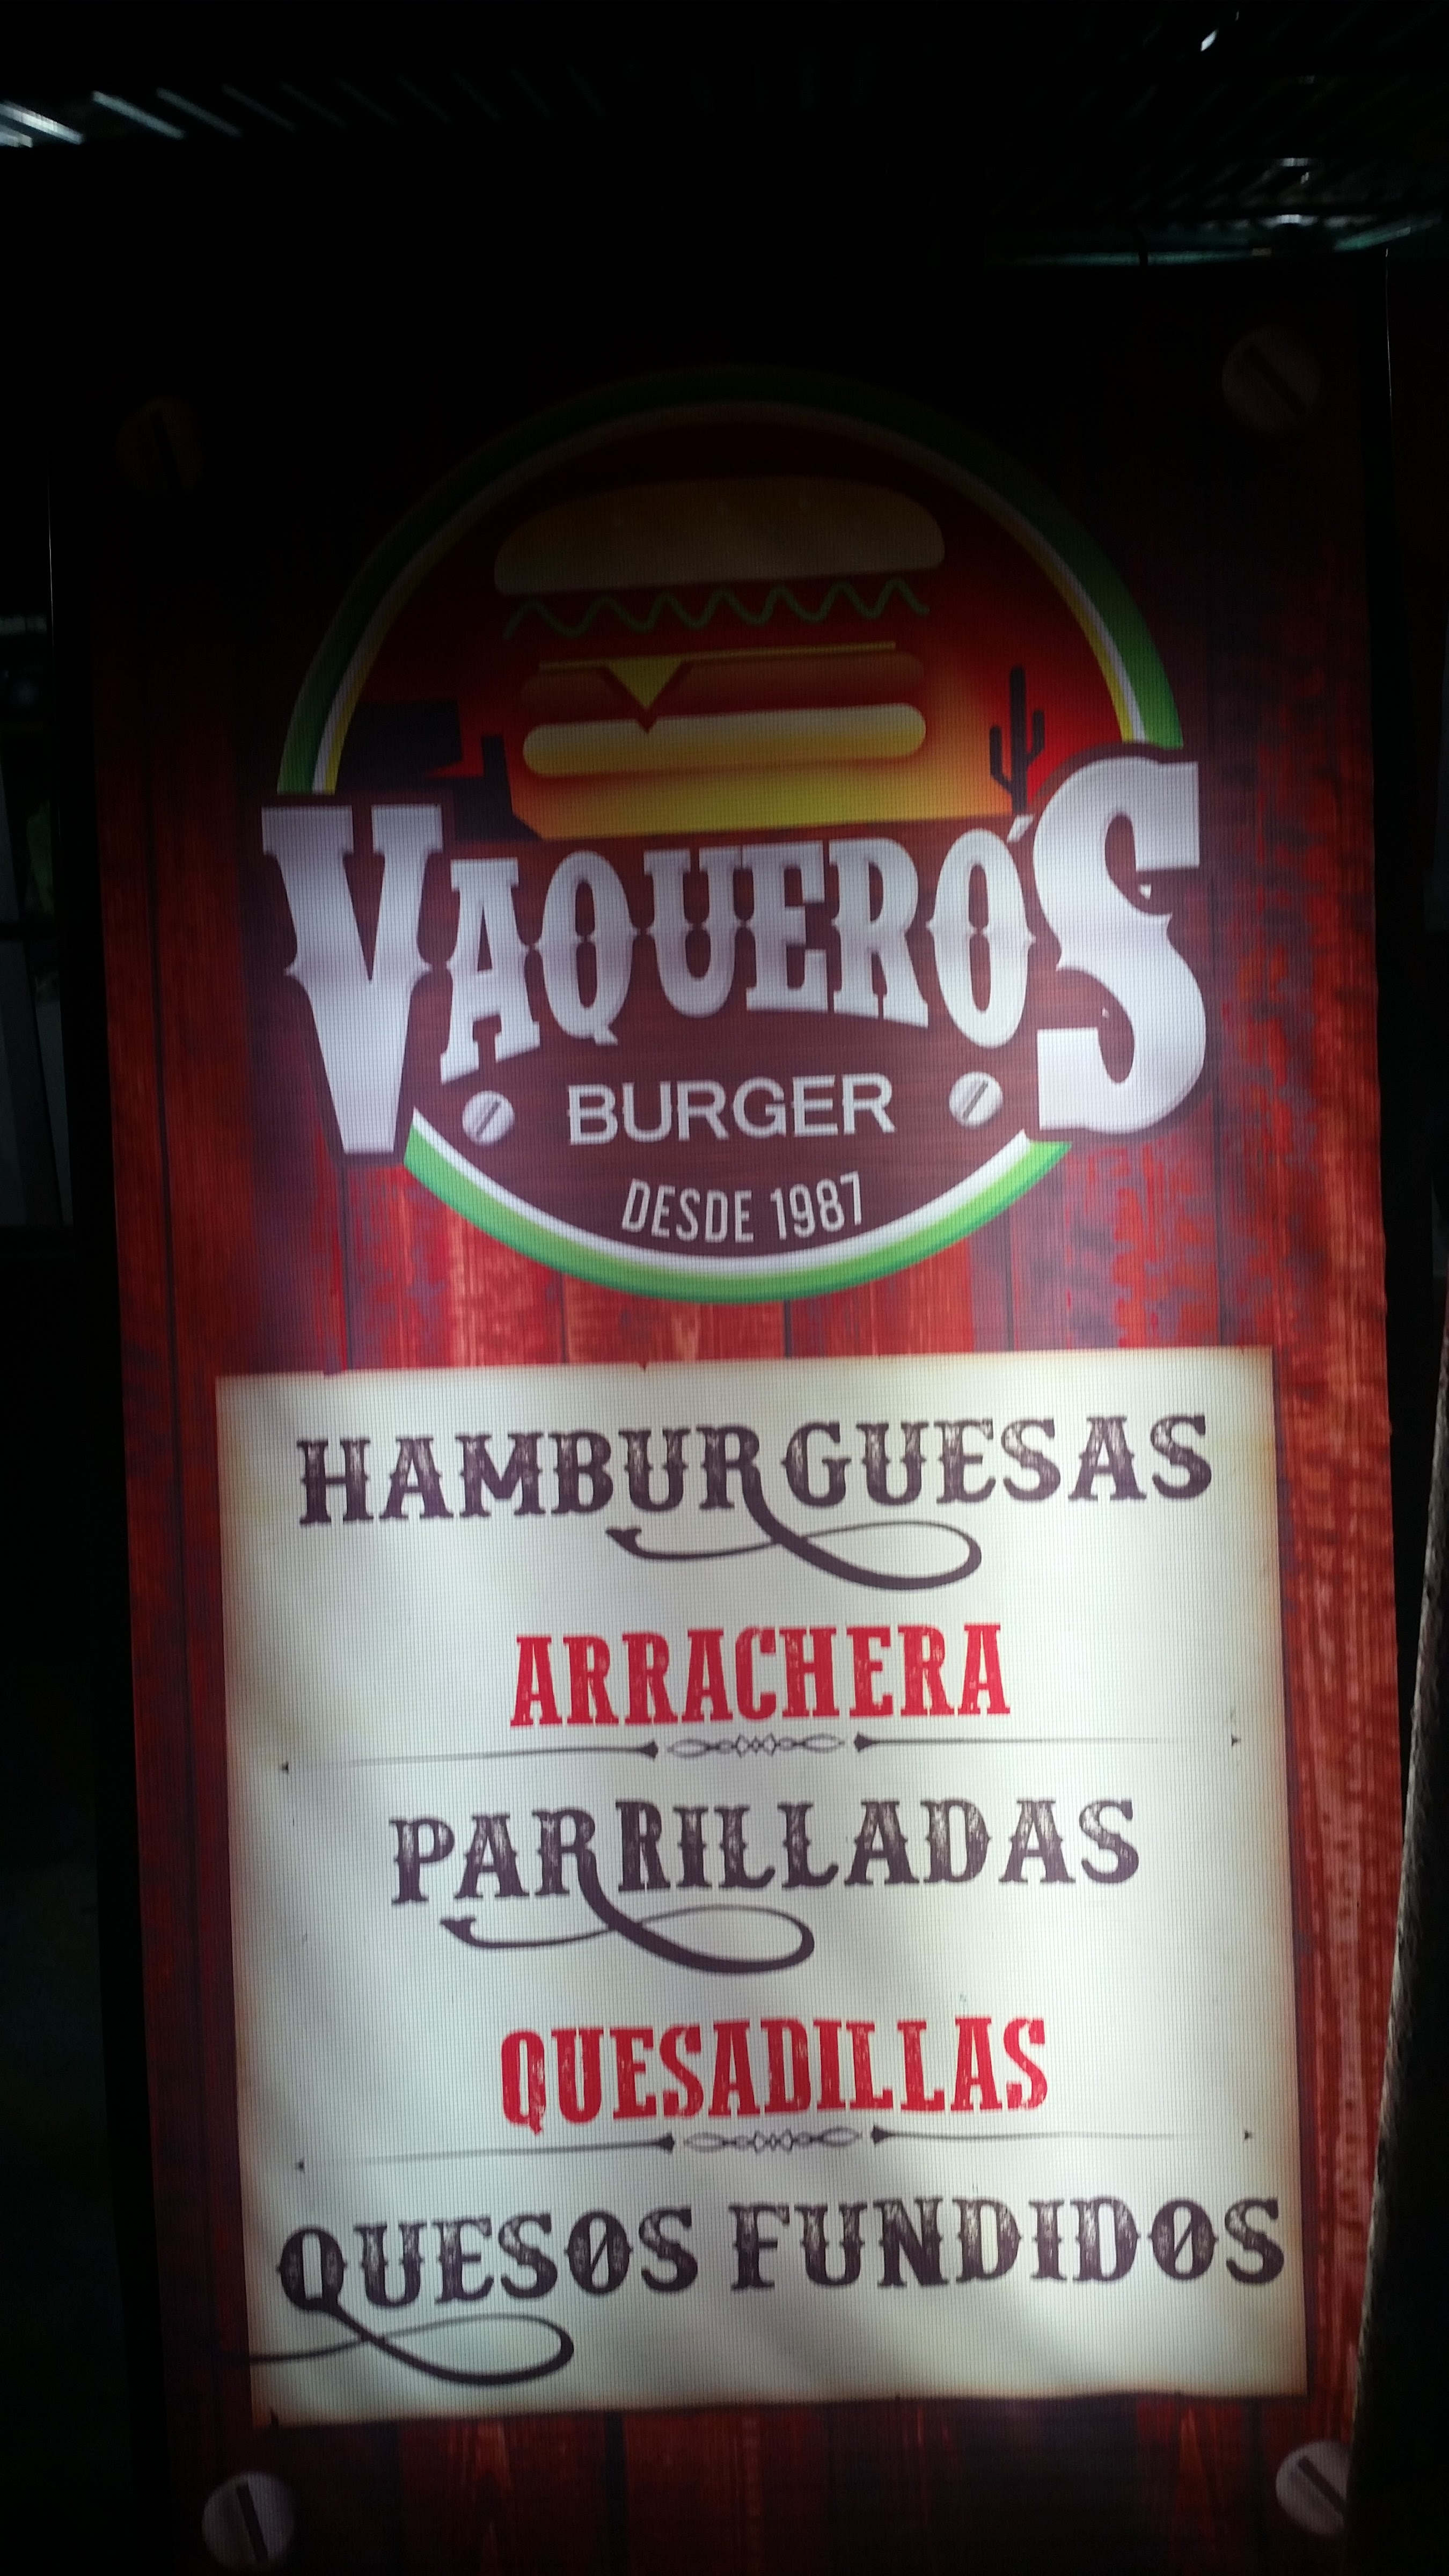 VAQUERO'S
BURGER
DESDE 1987
HAMBURGUESAS
ARRACHERA
PARRILLADAS
QUESADILLAS
QUESOS FUNDIDOS